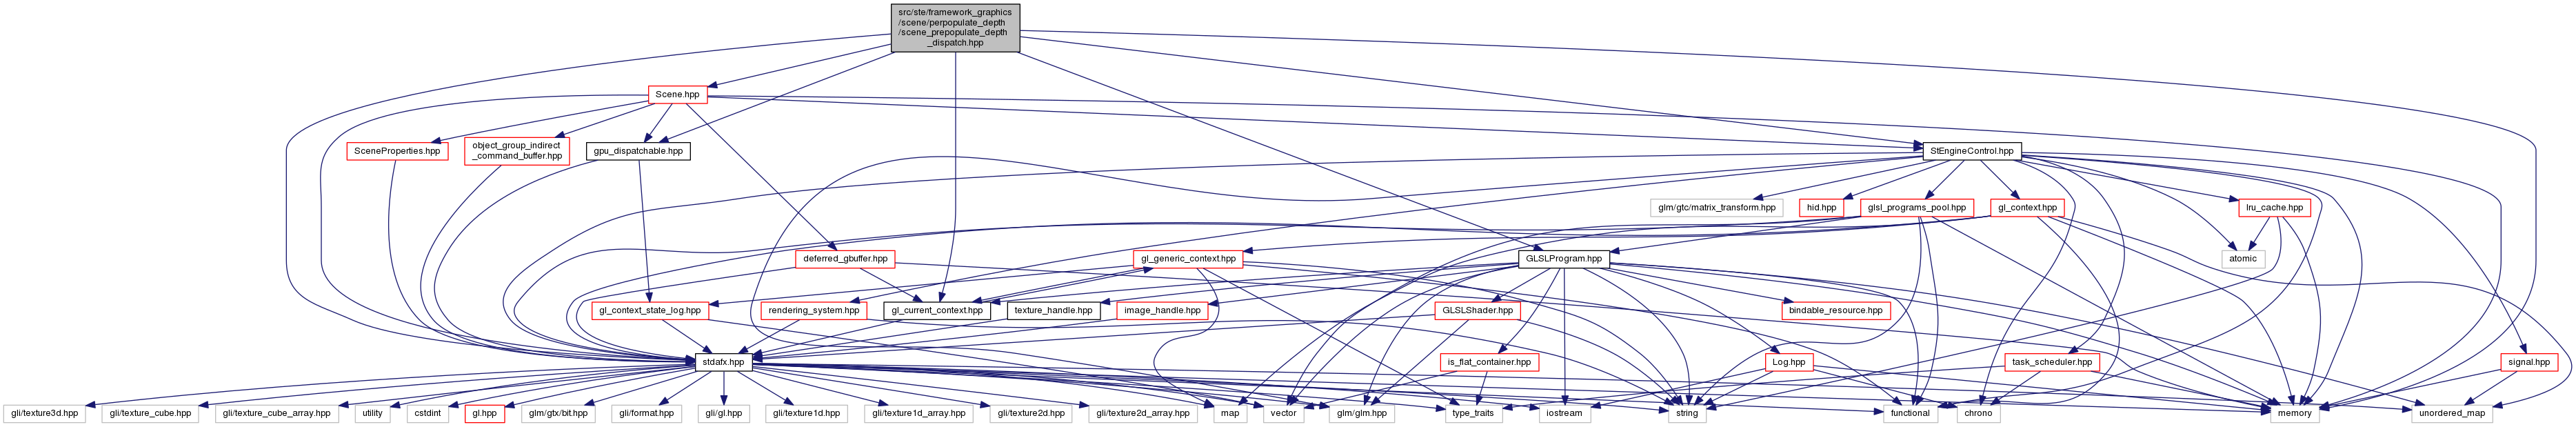 src/ste/framework_graphics
/scene/perpopulate_depth
/scene_prepopulate_depth
_dispatch.hpp
Scene.hpp
SceneProperties.hpp
object_group_indirect
_command_buffer.hpp
gpu_dispatchable.hpp
StEngineControl.hpp
glm/gtc/matrix_transform.hpp
hid.hpp
glsl_programs_pool.hpp
gl_context.hpp
lru_cache.hpp
deferred_gbuffer.hpp
gl_generic_context.hpp
GLSLProgram.hpp
atomic
gl_context_state_log.hpp
rendering_system.hpp
gl_current_context.hpp
texture_handle.hpp
image_handle.hpp
GLSLShader.hpp
bindable_resource.hpp
stdafx.hpp
is_flat_container.hpp
Log.hpp
task_scheduler.hpp
signal.hpp
gli/texture3d.hpp
gli/texture_cube.hpp
gli/texture_cube_array.hpp
utility
cstdint
gl.hpp
glm/gtx/bit.hpp
gli/format.hpp
gli/gl.hpp
gli/texture1d.hpp
gli/texture1d_array.hpp
gli/texture2d.hpp
gli/texture2d_array.hpp
map
vector
glm/glm.hpp
type_traits
iostream
string
functional
chrono
memory
unordered_map